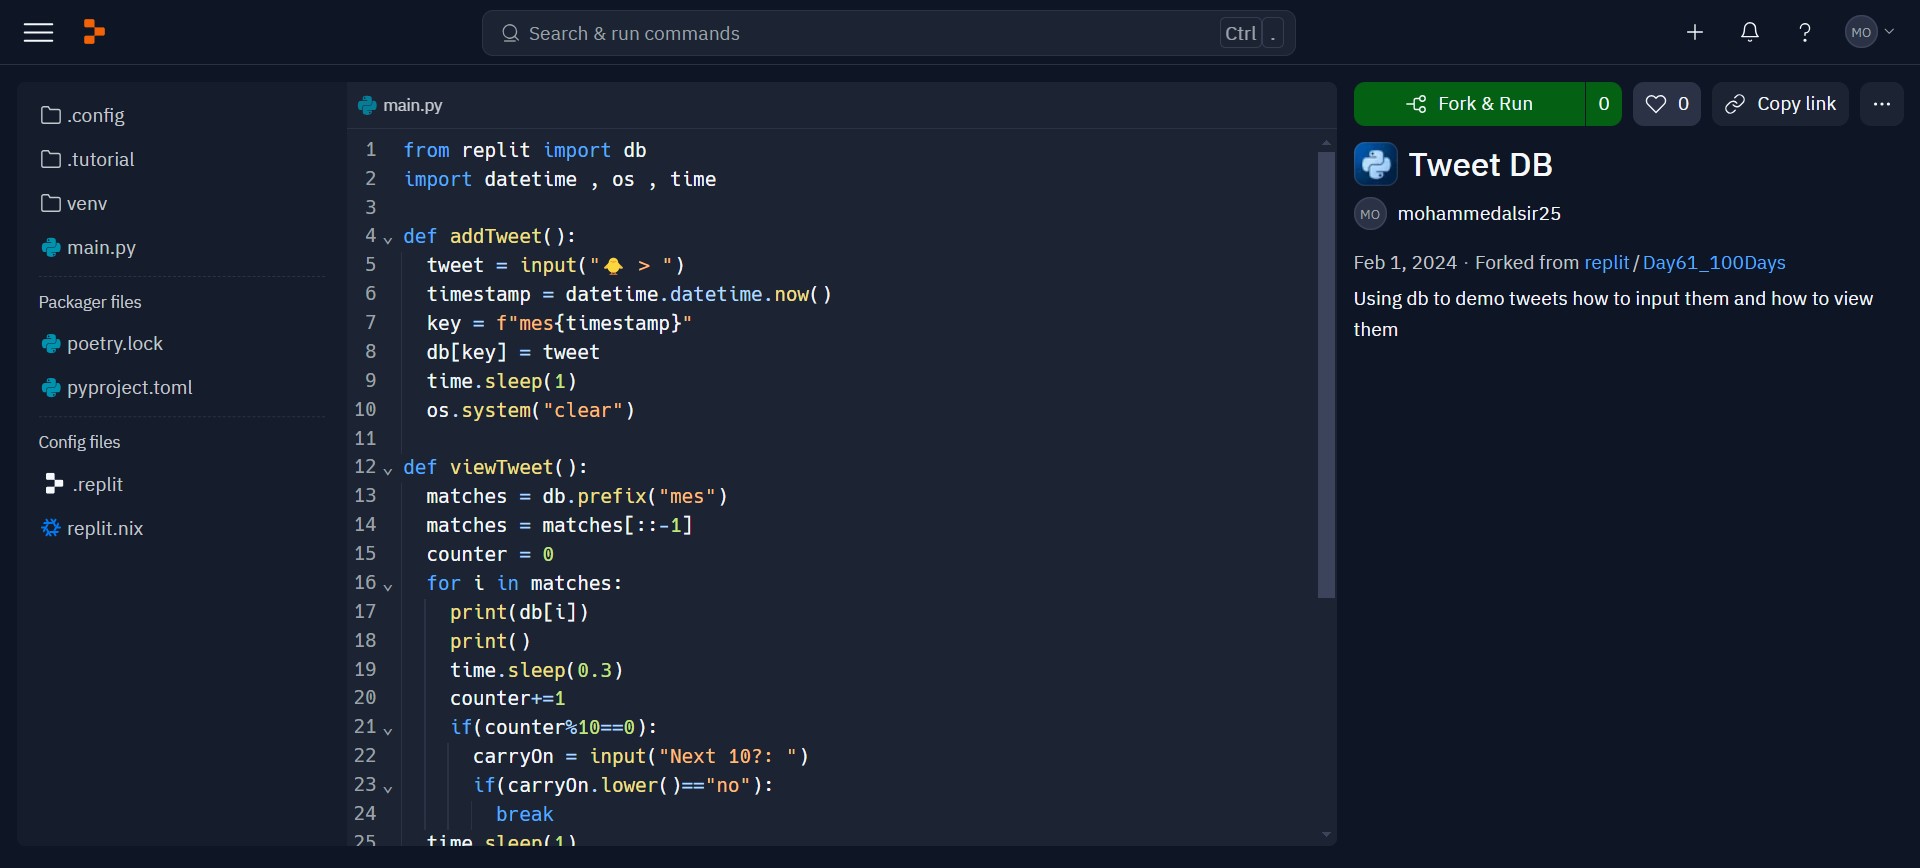 Search & run commands
Ctrl .
MO
.config
.tutorial
venv
main.py
Packager files
poetry.lock
pyproject.toml
Config files
.replit
replit.nix
main.py
1 from replit import db
2 import datetime , os , time
3
4 def addTweet():
5   tweet = input("🐥 > ")
6   timestamp = datetime.datetime.now()
7   key = f"mes{timestamp}"
8   db[key] = tweet
9   time.sleep(1)
10   os.system("clear")
11
12 def viewTweet():
13   matches = db.prefix("mes")
14   matches = matches[::-1]
15   counter = 0
16   for i in matches:
17     print(db[i])
18     print()
19     time.sleep(0.3)
20     counter+=1
21     if(counter%10==0):
22       carryOn = input("Next 10?: ")
23       if(carryOn.lower()=="no"):
24         break
25   time.sleep(1)
Fork & Run 0
0
Copy link
Tweet DB
MO mohammedalsir25
Feb 1, 2024 · Forked from replit/Day61_100Days
Using db to demo tweets how to input them and how to view
them